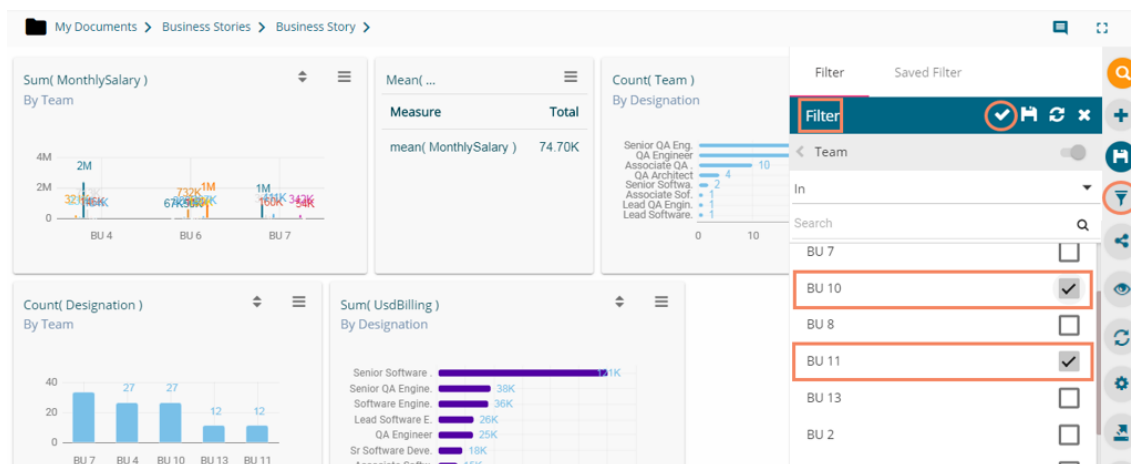 My Documents > Business Stories > Business Story >
Sum( MonthlySalary )
By Team
4M
2M
0
2M
732K
1M
1M
BU 4 BU 6 BU 7
Mean( ...
Measure Total
mean( MonthlySalary ) 74.70K
Count( Team )
By Designation
Senior QA Eng.
QA Engineer
Associate QA . 10
QA Architect 4
Senior Softwa. 2
Associate Sof. 1
Lead QA Engin. 1
Lead Software. 1
0 10
Count( Designation )
By Team
40
20
0
27 27 12 12
BU 7 BU 4 BU 10 BU 13 BU 11
Sum( UsdBilling )
By Designation
Senior Software . 121K
Senior QA Engine. 38K
Software Engine. 36K
Lead Software E. 26K
QA Engineer 25K
Sr Software Deve. 18K
Filter Saved Filter
Filter
Team
In
Search
BU 7
BU 10
BU 8
BU 11
BU 13
BU 2